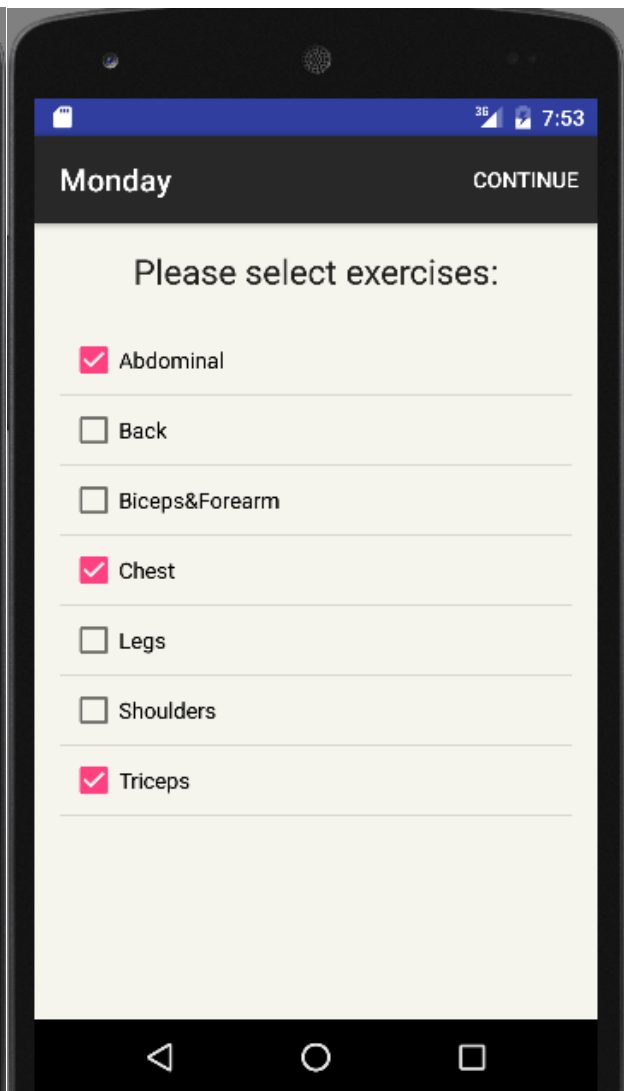 3G 7:53
Monday CONTINUE
Please select exercises:
Abdominal
Back
Biceps&Forearm
Chest
Legs
Shoulders
Triceps